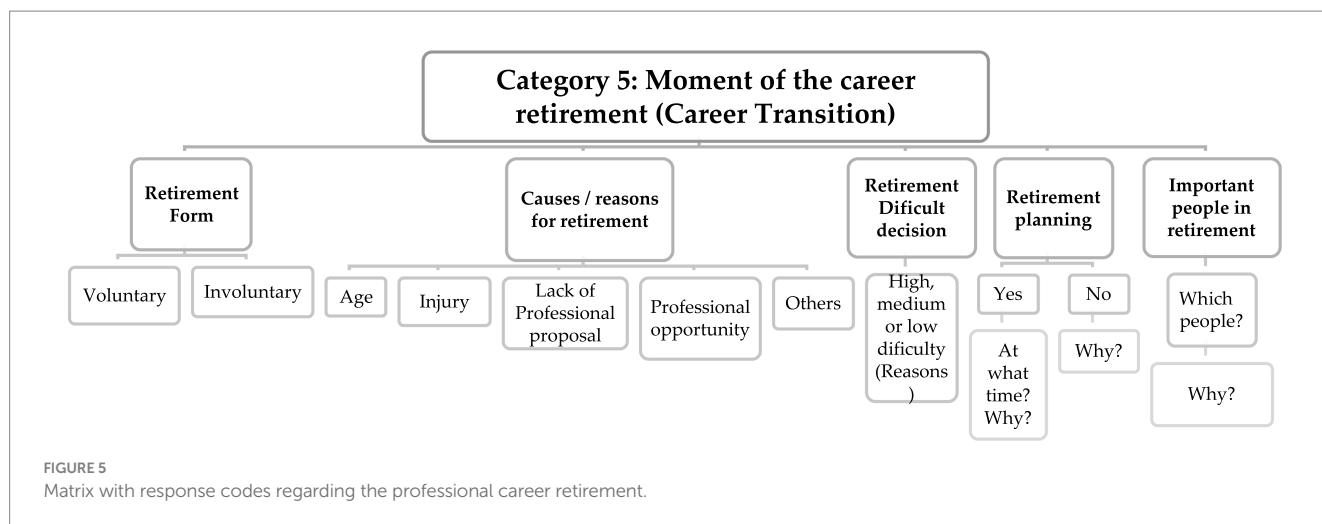 Category 5: Moment of the career
retirement (Career Transition)
Retirement
Form
Voluntary
Involuntary
Causes / reasons
for retirement
Age
Injury
Lack of
Professional
proposal
Professional
opportunity
Others
Retirement
Dificult
decision
High,
medium
or low
dificulty
(Reasons
)
Retirement
planning
Yes
At
what
time?
Why?
No
Why?
Important
people in
retirement
Which
people?
Why?
FIGURE 5
Matrix with response codes regarding the professional career retirement.